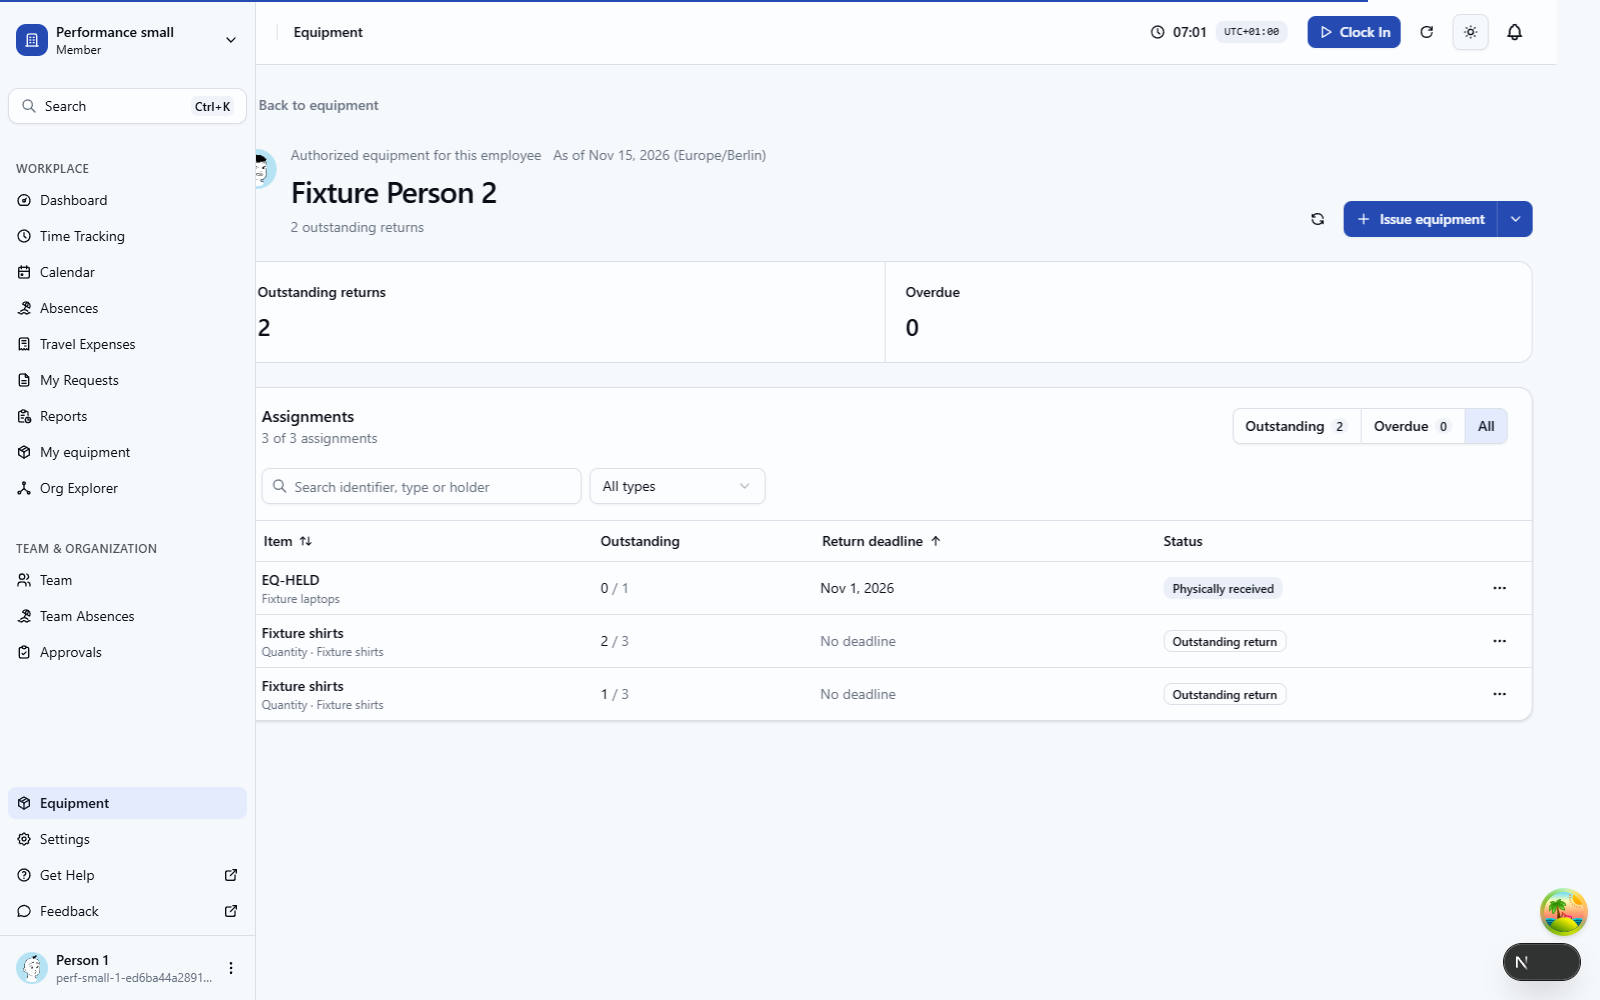 Performance small
Member
Search
Ctrl+K
WORKPLACE
Dashboard
Time Tracking
Calendar
Absences
Travel Expenses
My Requests
Reports
My equipment
Org Explorer
TEAM & ORGANIZATION
Team
Team Absences
Approvals
Equipment
Settings
Get Help
Feedback
Person 1
perf-small-1-ed6ba44a2891...
Equipment
07:01 UTC+01:00
Clock In
Back to equipment
Authorized equipment for this employee As of Nov 15, 2026 (Europe/Berlin)
Fixture Person 2
2 outstanding returns
Issue equipment
Outstanding returns
2
Overdue
0
Assignments
3 of 3 assignments
Outstanding 2 Overdue 0 All
Search identifier, type or holder
All types
Item Outstanding Return deadline Status
EQ-HELD
Fixture laptops
0 / 1 Nov 1, 2026 Physically received
Fixture shirts
Quantity · Fixture shirts
2 / 3 No deadline Outstanding return
Fixture shirts
Quantity · Fixture shirts
1 / 3 No deadline Outstanding return
N